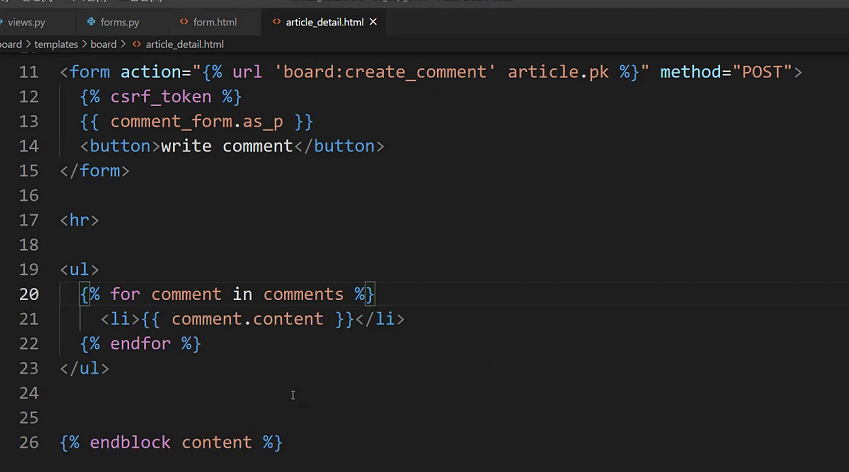 views.py forms.py form.html article_detail.html
board > templates > board > article_detail.html
11 <form action="{% url 'board:create_comment' article.pk %}" method="POST">
12 {% csrf_token %}
13 {{ comment_form.as_p }}
14 <button>write comment</button>
15 </form>
16
17 <hr>
18
19 <ul>
20 {% for comment in comments %}
21 <li>{{ comment.content }}</li>
22 {% endfor %}
23 </ul>
24
25
26 {% endblock content %}